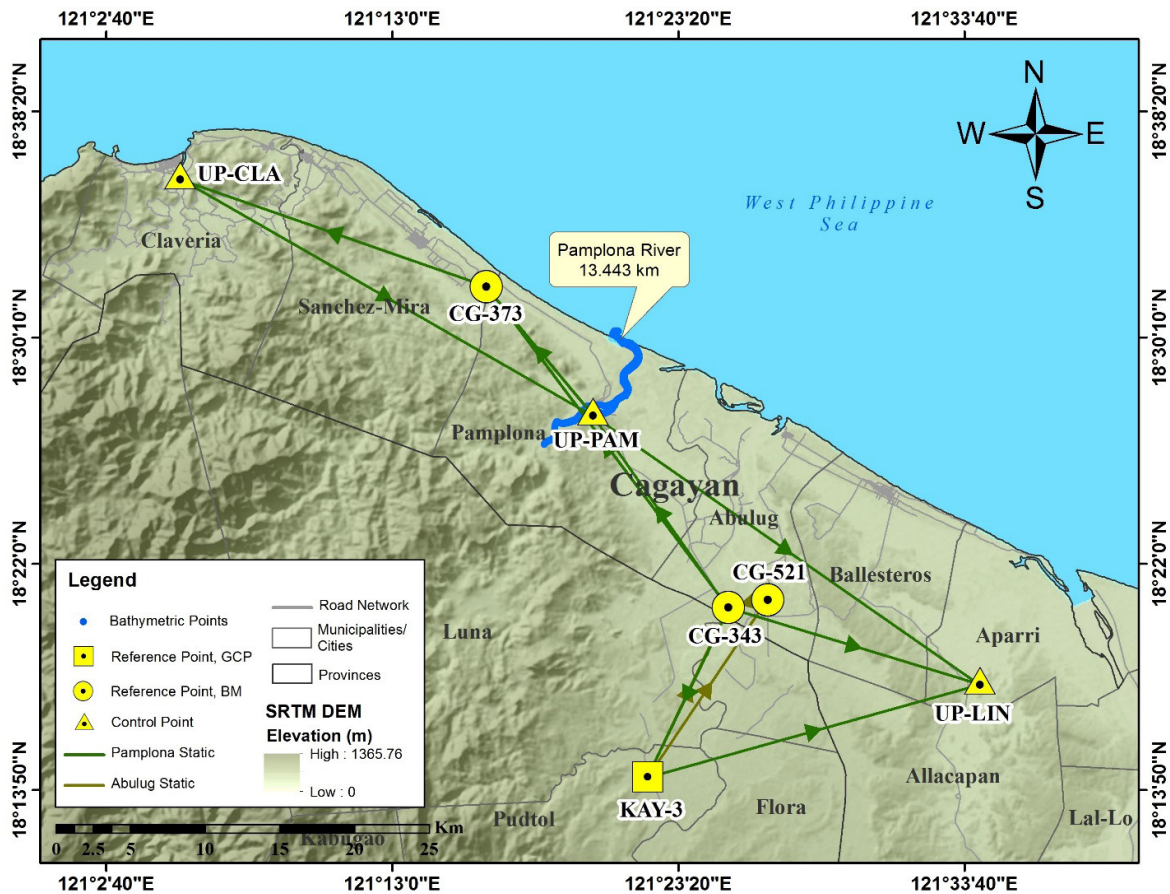 121°2'40"E
121°13'0"E
121°23'20"E
121°33'40"E
18°38'20"N
18°38'20"N
N
W
E
S
UP-CLA
West Philippine
Sea
Claveria
Pamplona River
13.443 km
Sanchez-Mira
CG-373
18°30'10"N
18°30'10"N
Pamplona
UP-PAM
Cagayan
Abulug
18°22'0"N
18°22'0"N
CG-521
Ballesteros
Luna
CG-343
Aparri
UP-LIN
Allacapan
KAY-3
Flora
Pudtol
Lal-Lo
Kabugao
18°13'50"N
18°13'50"N
Legend
Bathymetric Points
Reference Point, GCP
Reference Point, BM
Control Point
Pamplona Static
Abulug Static
Road Network
Municipalities/
Cities
Provinces
SRTM DEM
Elevation (m)
High : 1365.76
Low : 0
Km
0 2.5 5 10 15 20 25
121°2'40"E
121°13'0"E
121°23'20"E
121°33'40"E